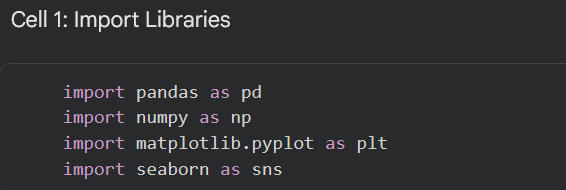 Cell 1: Import Libraries
import pandas as pd
import numpy as np
import matplotlib.pyplot as plt
import seaborn as sns